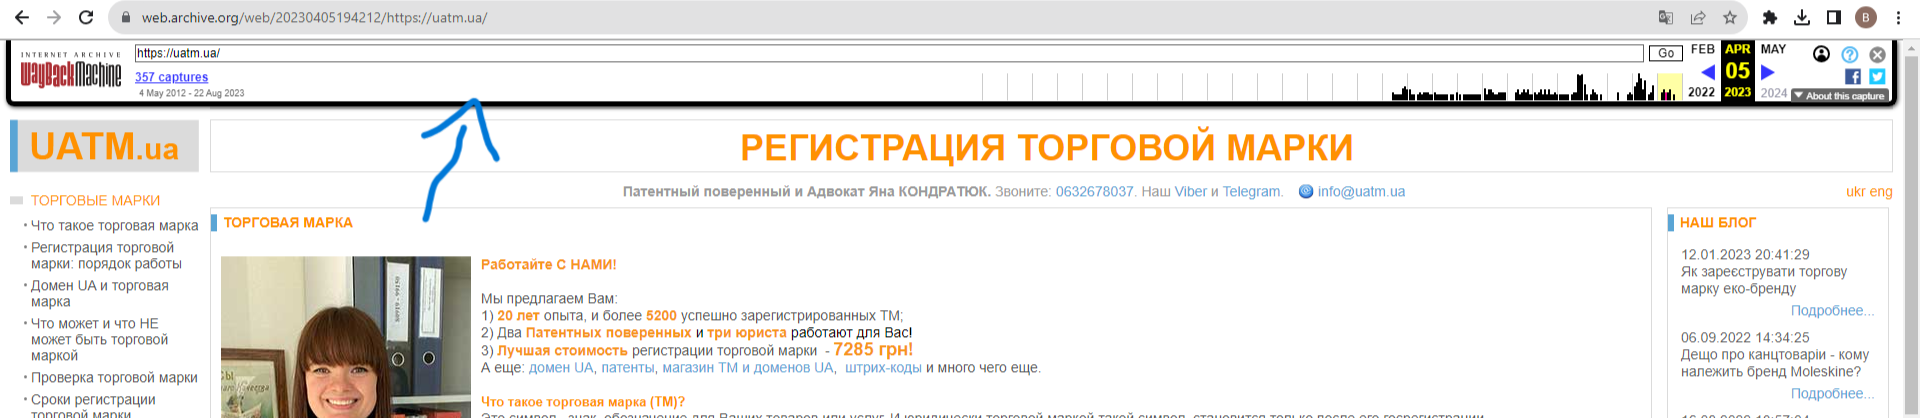 web.archive.org/web/20230405194212/https://uatm.ua/
B
INTERNET ARCHIVE
WayBackMachine
https://uatm.ua/
Go
FEB APR MAY
357 captures
05
4 May 2012 - 22 Aug 2023
2022 2023 2024
About this capture
UATM.ua
РЕГИСТРАЦИЯ ТОРГОВОЙ МАРКИ
Патентный поверенный и Адвокат Яна КОНДРАТЮК. Звоните: 0632678037. Наш Viber и Telegram. info@uatm.ua
ukr eng
ТОРГОВЫЕ МАРКИ
Что такое торговая марка
Регистрация торговой
марки: порядок работы
Домен UA и торговая
марка
Что может и что НЕ
может быть торговой
маркой
Проверка торговой марки
Сроки регистрации
торговой марки
ТОРГОВАЯ МАРКА
Работайте С НАМИ!
Мы предлагаем Вам:
1) 20 лет опыта, и более 5200 успешно зарегистрированных ТМ;
2) Два Патентных поверенных и три юриста работают для Вас!
3) Лучшая стоимость регистрации торговой марки - 7285 грн!
А еще: домен UA, патенты, магазин ТМ и доменов UA, штрих-коды и много чего еще.
Что такое торговая марка (ТМ)?
НАШ БЛОГ
12.01.2023 20:41:29
Як зареєструвати торгову
марку еко-бренду
Подробнее...
06.09.2022 14:34:25
Дещо про канцтоварі - кому
належить бренд Moleskine?
Подробнее...